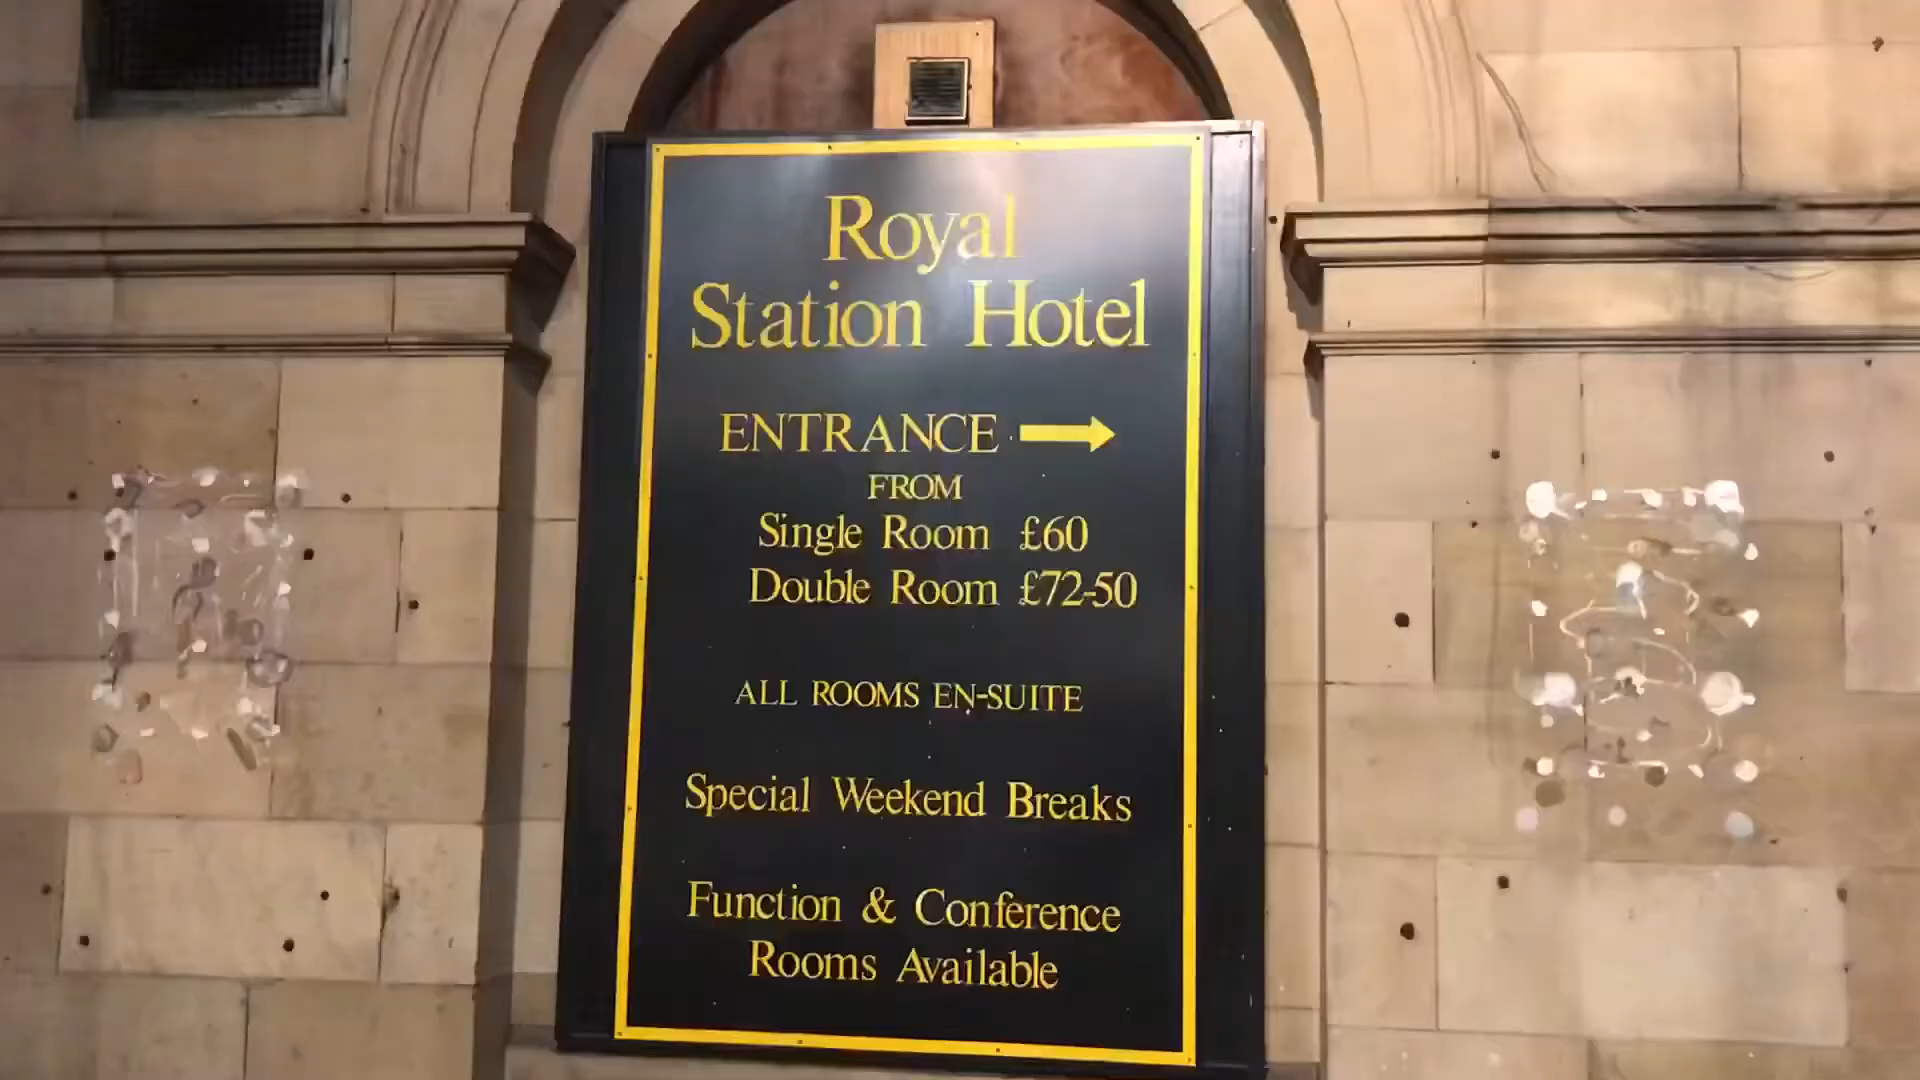 Royal
Station Hotel
ENTRANCE →
FROM
Single Room £60
Double Room £72-50
ALL ROOMS EN-SUITE
Special Weekend Breaks
Function & Conference
Rooms Available